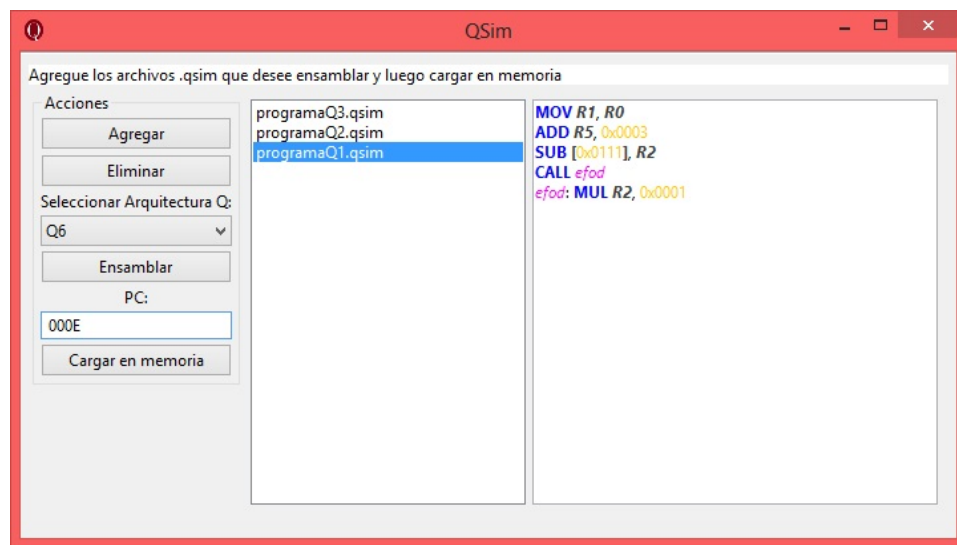 QSim
Agregue los archivos .qsim que desee ensamblar y luego cargar en memoria
Acciones
Agregar
Eliminar
Seleccionar Arquitectura Q:
Q6
Ensamblar
PC:
000E
Cargar en memoria
programaQ3.qsim
programaQ2.qsim
programaQ1.qsim
MOV R1, R0
ADD R5, 0x0003
SUB [0x0111], R2
CALL efod
efod: MUL R2, 0x0001